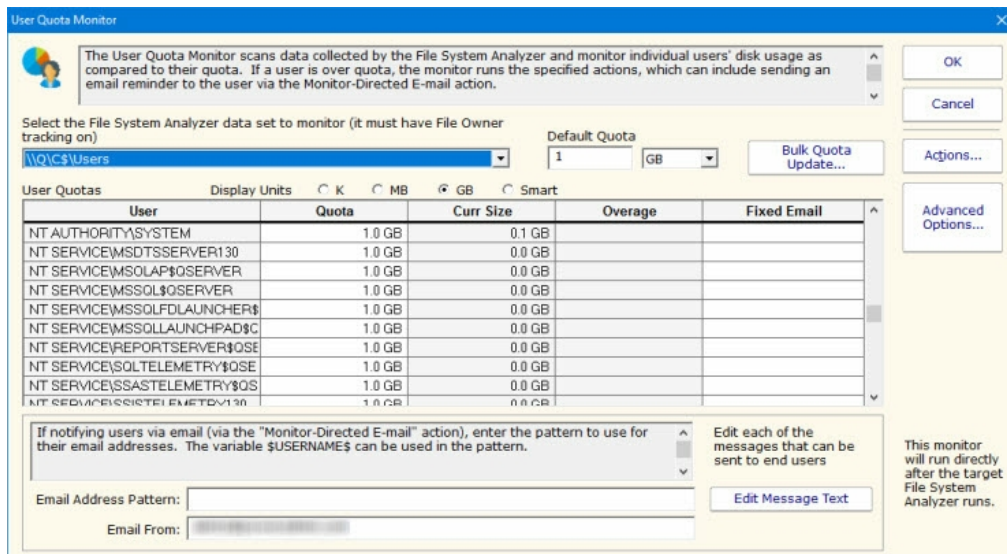 User Quota Monitor
The User Quota Monitor scans data collected by the File System Analyzer and monitor individual users' disk usage as
compared to their quota. If a user is over quota, the monitor runs the specified actions, which can include sending an
email reminder to the user via the Monitor-Directed E-mail action.
OK
Cancel
Select the File System Analyzer data set to monitor (it must have File Owner
tracking on)
Default Quota
\\Q\C$\Users
1
GB
Bulk Quota
Update...
Actions...
Advanced
Options...
User Quotas Display Units K MB GB Smart
User Quota Curr Size Overage Fixed Email
NT AUTHORITY\SYSTEM 1.0 GB 0.1 GB
NT SERVICE\MSDTSSERVER130 1.0 GB 0.0 GB
NT SERVICE\MSOLAP$QSERVER 1.0 GB 0.0 GB
NT SERVICE\MSSQL$QSERVER 1.0 GB 0.0 GB
NT SERVICE\MSSQLFDLAUNCHER$ 1.0 GB 0.0 GB
NT SERVICE\MSSQLLAUNCHPAD$Q 1.0 GB 0.0 GB
NT SERVICE\REPORTSERVER$QSE 1.0 GB 0.0 GB
NT SERVICE\SQLTELEMETRY$QSE 1.0 GB 0.0 GB
NT SERVICE\SSASTELEMETRY$QS 1.0 GB 0.0 GB
NT SERVICE\SSISTELEMETRY130 1.0 GB 0.0 GB
If notifying users via email (via the "Monitor-Directed E-mail" action), enter the pattern to use for
their email addresses. The variable $USERNAME$ can be used in the pattern.
Edit each of the
messages that can be
sent to end users
Email Address Pattern:
Edit Message Text
Email From:
This monitor
will run directly
after the target
File System
Analyzer runs.